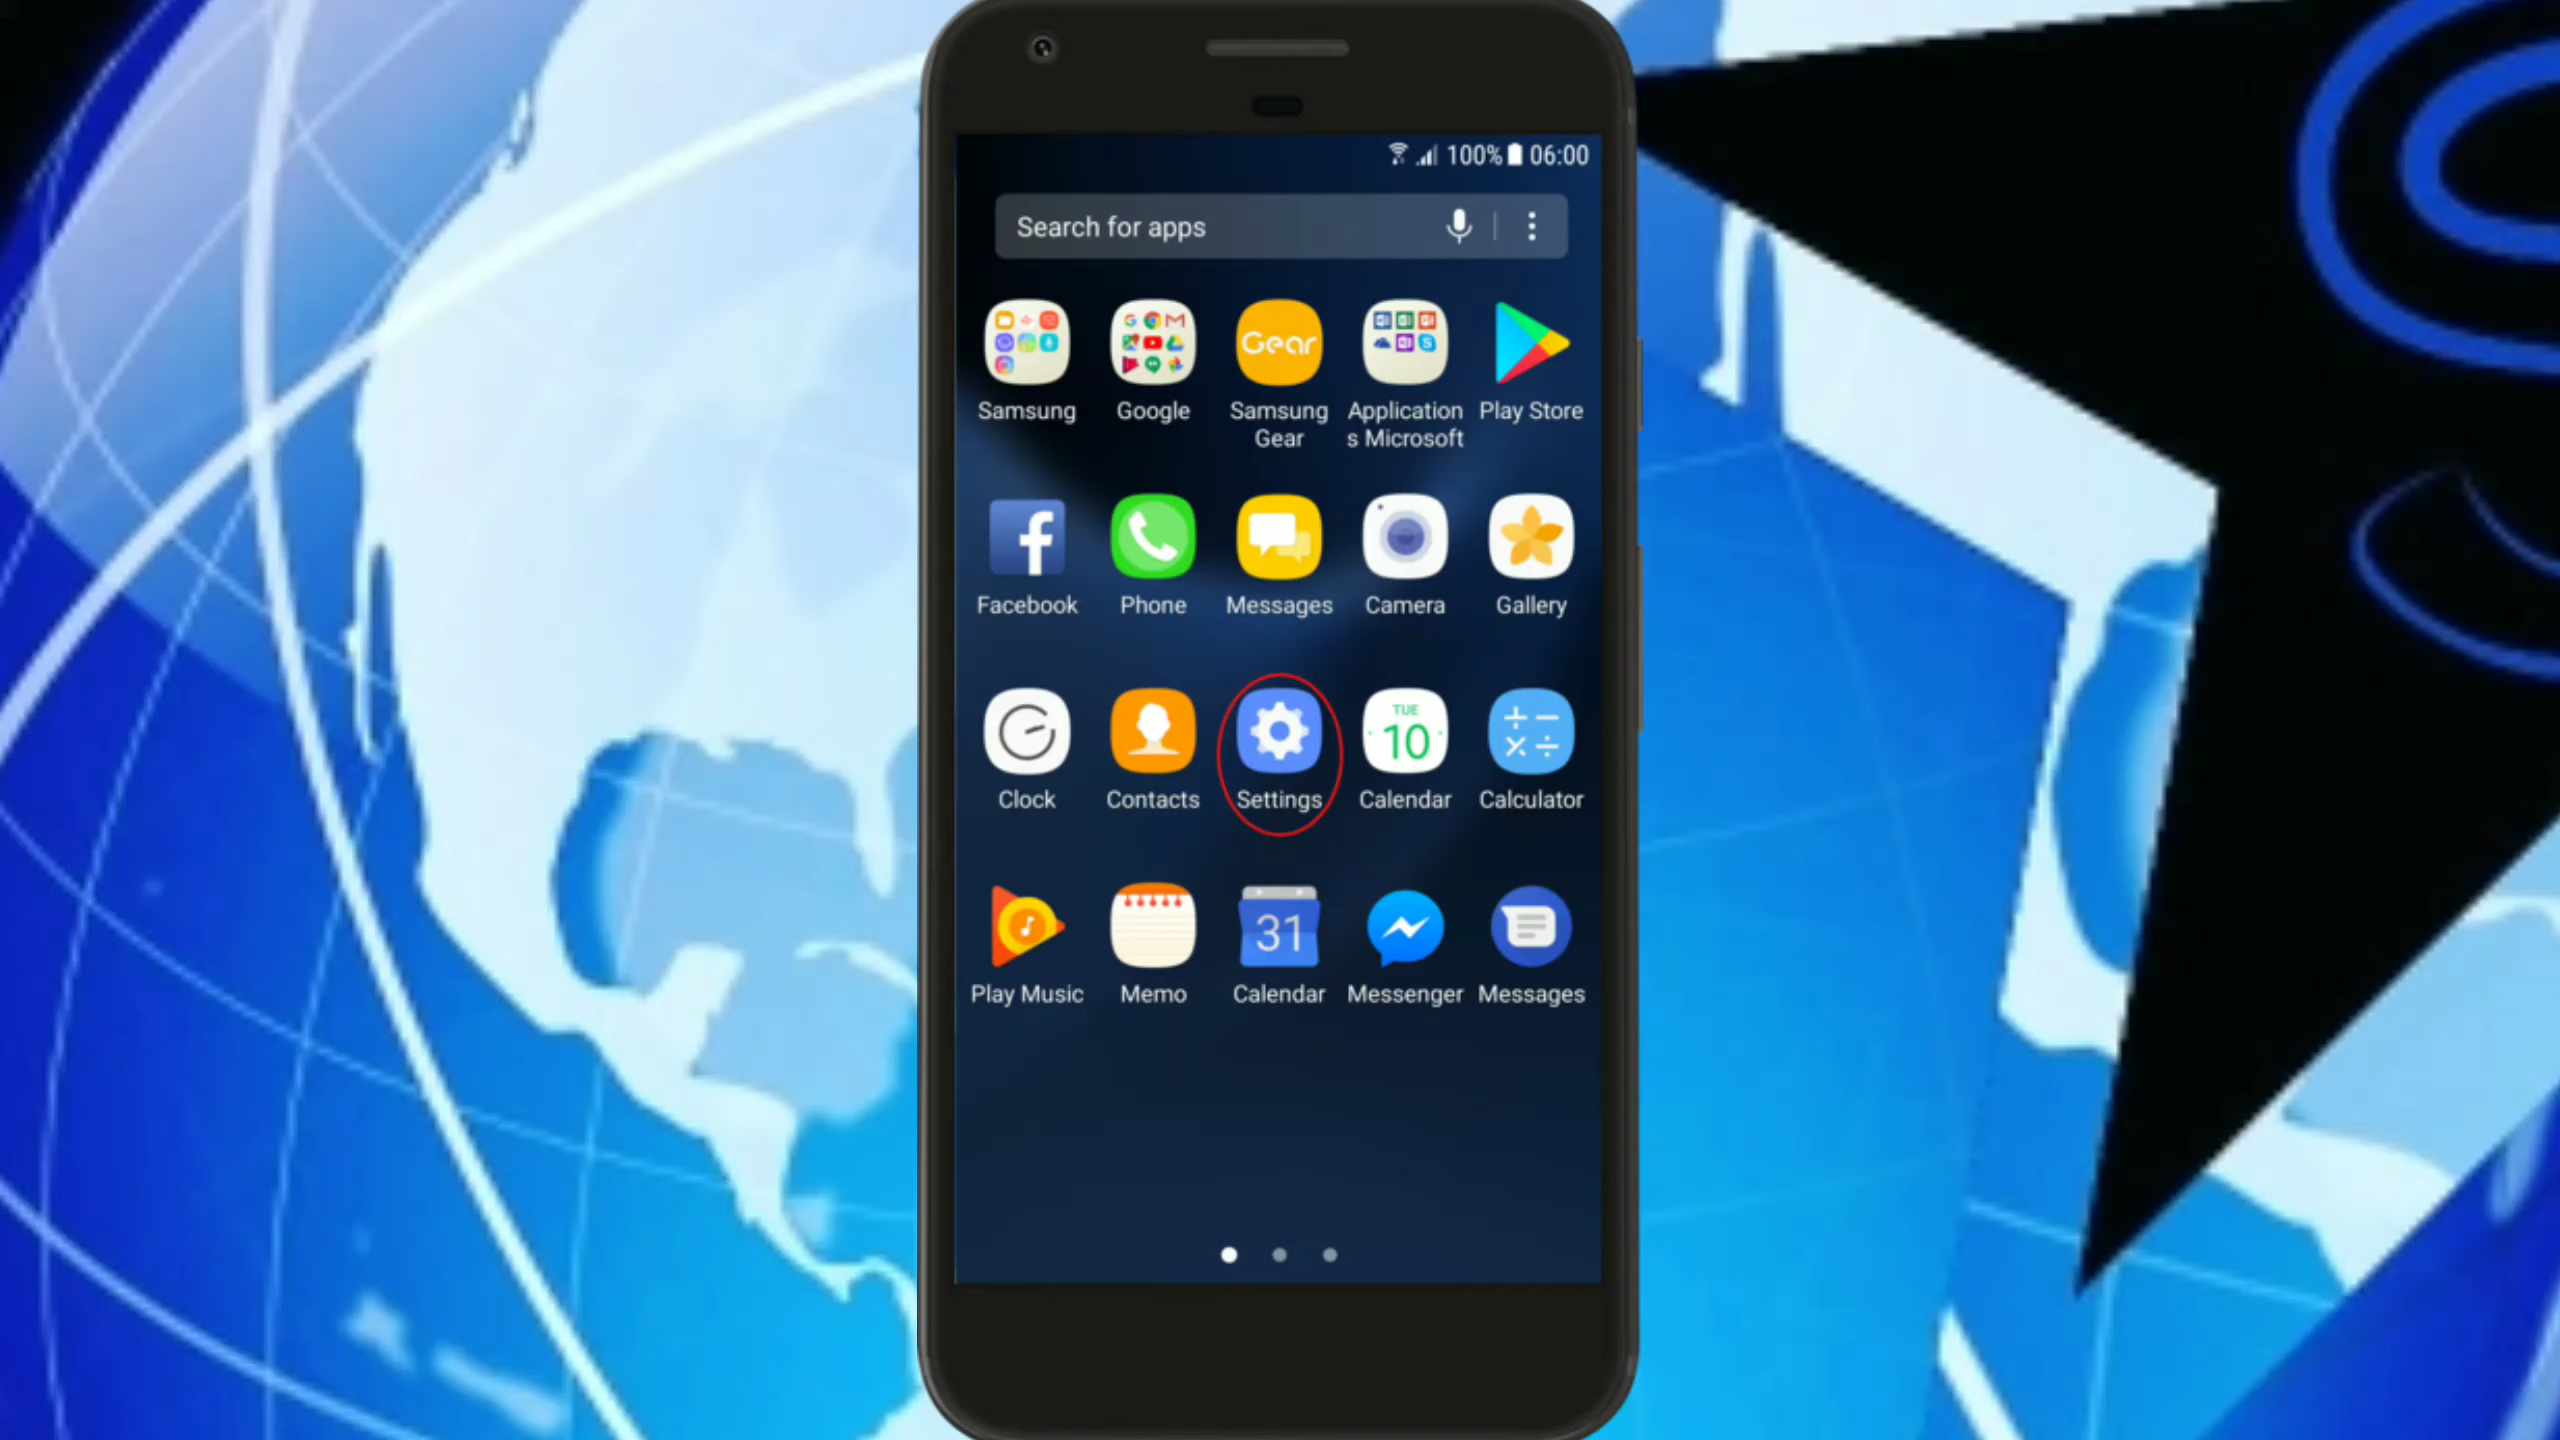 100% 06:00
Search for apps
Gear
Samsung Google Samsung Application Play Store
Gear s Microsoft
Facebook Phone Messages Camera Gallery
TUE
10
Clock Contacts Settings Calendar Calculator
31
Play Music Memo Calendar Messenger Messages